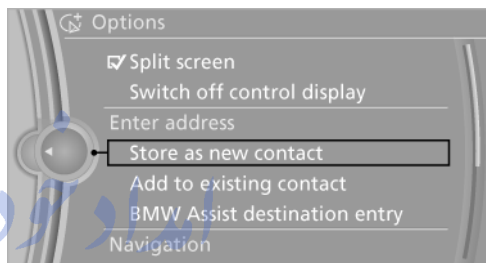 Options
Split screen
Switch off control display
Enter address
Store as new contact
Add to existing contact
BMW Assist destination entry
Navigation